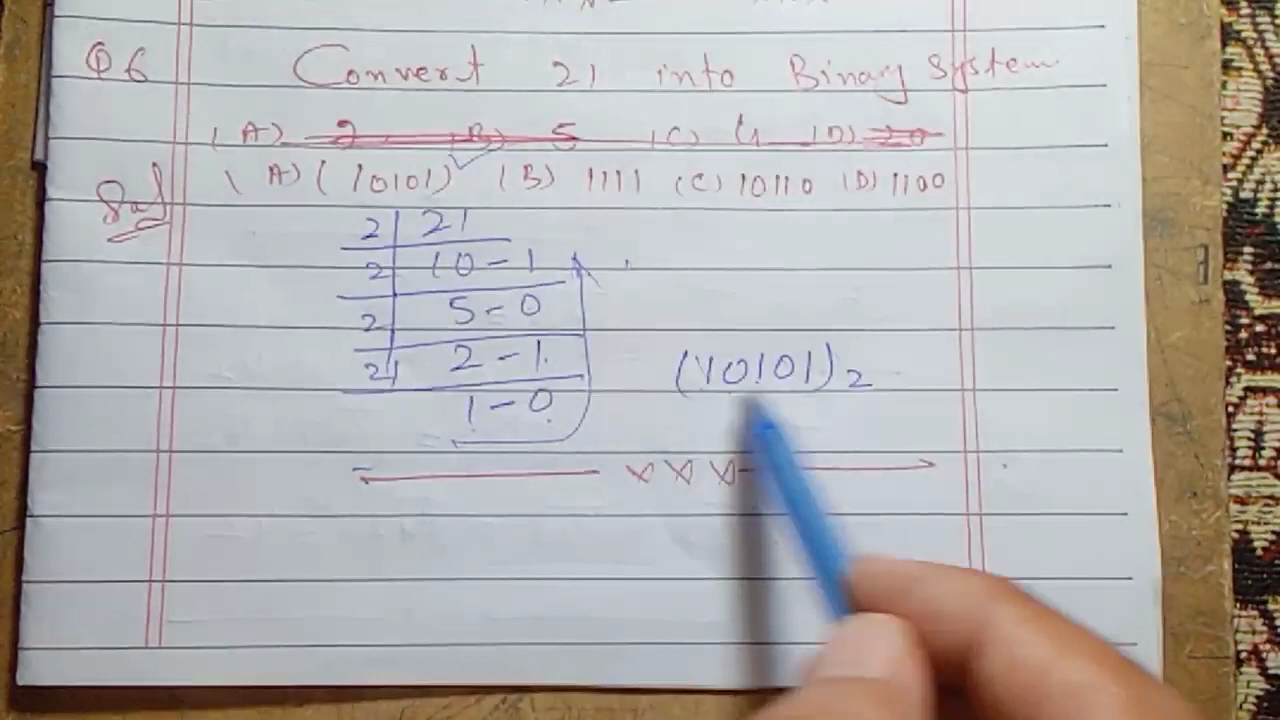 Q6 Convert 21 into Binary System
(A) 2 (B) 5 (C) 4 (D) 20
(A) (10101) (B) 1111 (C) 10110 (D) 1100
Sol
2 | 21
2 | 10 - 1
2 | 5 - 0
2 | 2 - 1
1 - 0
(10101)2